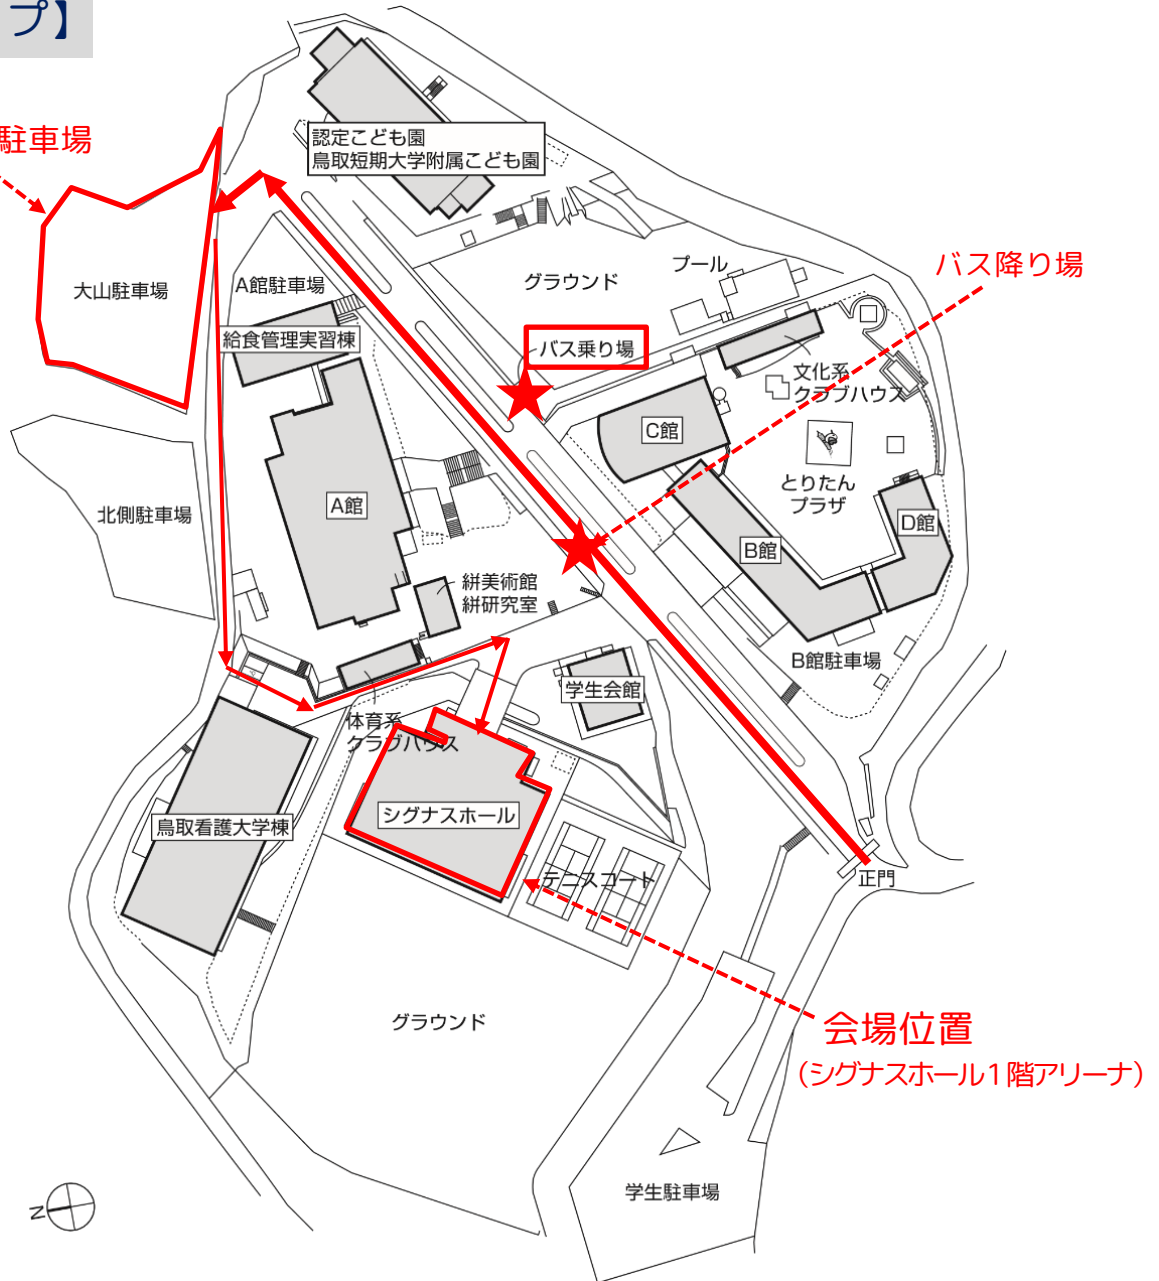 プ】
駐車場
認定こども園
鳥取短期大学附属こども園
大山駐車場
A館駐車場
グラウンド
プール
バス降り場
給食管理実習棟
バス乗り場
文化系
クラブハウス
C館
とりたん
プラザ
A館
北側駐車場
D館
B館
絣美術館
絣研究室
B館駐車場
学生会館
体育系
クラブハウス
シグナスホール
鳥取看護大学棟
テニスコート
正門
グラウンド
会場位置
（シグナスホール1階アリーナ）
学生駐車場
N